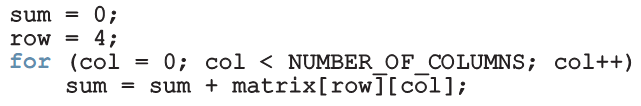 sum = 0;
row = 4;
for (col = 0; col < NUMBER_OF_COLUMNS; col++)
    sum = sum + matrix[row][col];